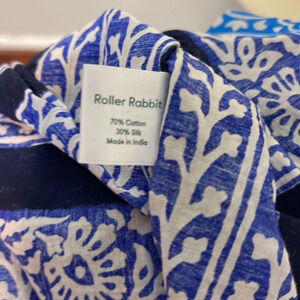 Roller Rabbit
70% Cotton
30% Silk
Made in India